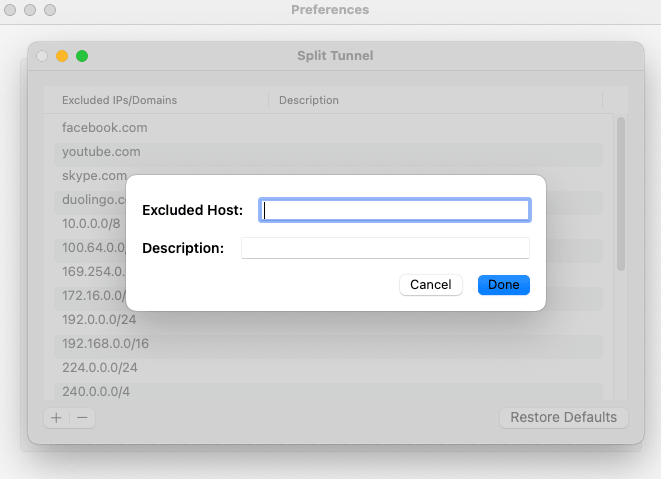 Preferences
Split Tunnel
Excluded IPs/Domains Description
facebook.com
youtube.com
skype.com
duolingo.c
10.0.0.0/8
100.64.0.
169.254.0.
172.16.0.0/
192.0.0.0/24
192.168.0.0/16
224.0.0.0/24
240.0.0.0/4
Excluded Host:
Description:
Cancel Done
+ − Restore Defaults